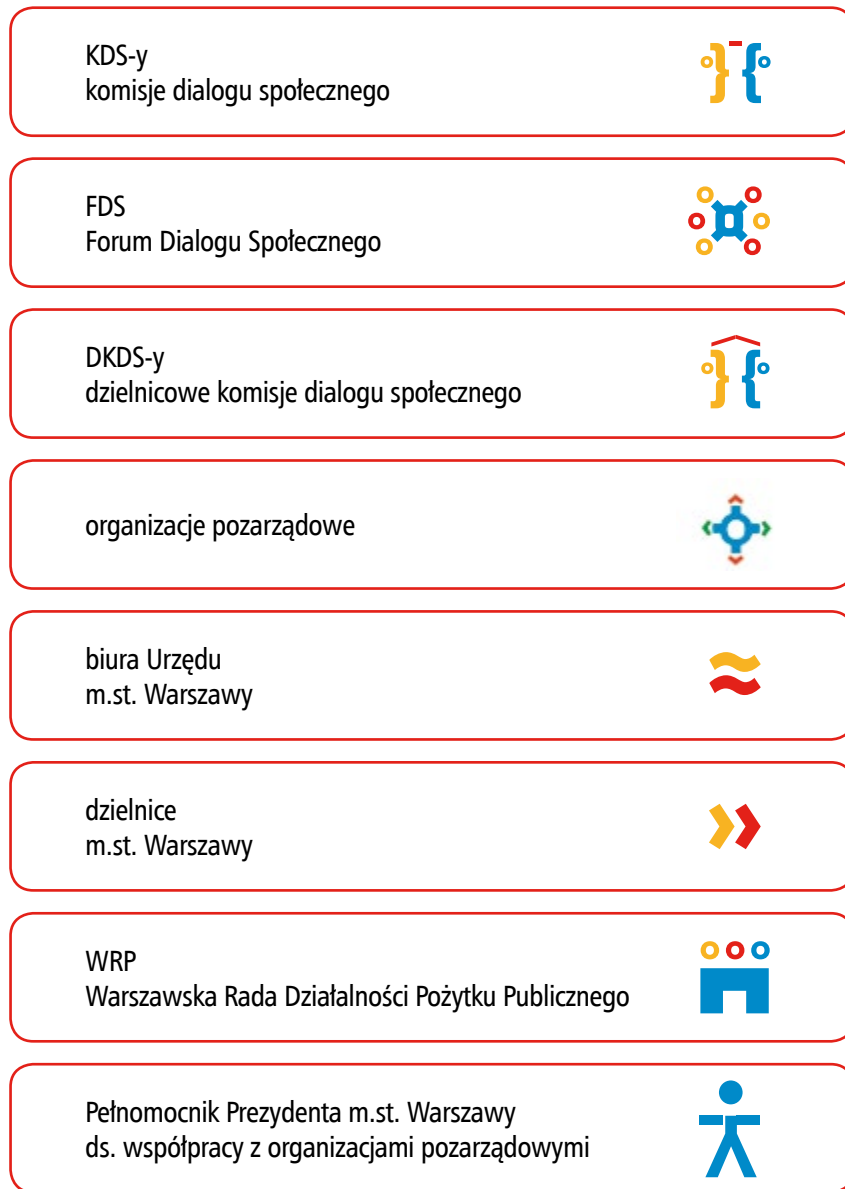 KDS-y
komisje dialogu społecznego
FDS
Forum Dialogu Społecznego
DKDS-y
dzielnicowe komisje dialogu społecznego
organizacje pozarządowe
biura Urzędu
m.st. Warszawy
dzielnice
m.st. Warszawy
WRP
Warszawska Rada Działalności Pożytku Publicznego
Pełnomocnik Prezydenta m.st. Warszawy
ds. współpracy z organizacjami pozarządowymi